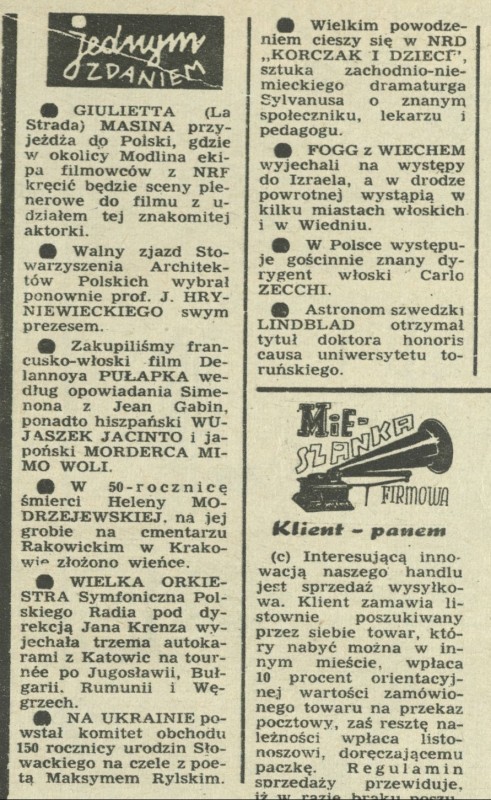 jednym
ZDANIEM
● GIULIETTA (La
Strada) MASINA przy-
jeżdża do Polski, gdzie
w okolicy Modlina eki-
pa filmowców z NRF
kręcić będzie sceny ple-
nerowe do filmu z u-
działem tej znakomitej
aktorki.
● Walny zjazd Sto-
warzyszenia Architek-
tów Polskich wybrał
ponownie prof. J. HRY-
NIEWIECKIEGO swym
prezesem.
● Zakupiliśmy fran-
cusko-włoski film De-
lannoya PUŁAPKA we-
dług opowiadania Sime-
nona z Jean Gabin,
ponadto hiszpański WU-
JASZEK JACINTO i ja-
poński MORDERCA MI-
MO WOLI.
● W 50-rocznicę
śmierci Heleny MO-
DRZEJEWSKIEJ, na jej
grobie na cmentarzu
Rakowickim w Krako-
wie złożono wieńce.
● WIELKA ORKIE-
STRA Symfoniczna Pol-
skiego Radia pod dy-
rekcją Jana Krenza wy-
jechała trzema autoka-
rami z Katowic na tour-
née po Jugosławii, Buł-
garii, Rumunii i Wę-
grzech.
● NA UKRAINIE po-
wstał komitet obchodu
150 rocznicy urodzin Sło-
wackiego na czele z poe-
tą Maksymem Rylskim.
● Wielkim powodze-
niem cieszy się w NRD
„KORCZAK I DZIECI",
sztuka zachodnio-nie-
mieckiego dramaturga
Sylvanusa o znanym
społeczniku, lekarzu i
pedagogu.
● FOGG z WIECHEM
wyjechali na występy
do Izraela, a w drodze
powrotnej wystąpią w
kilku miastach włoskich
i w Wiedniu.
● W Polsce występu-
je gościnnie znany dy-
rygent włoski Carlo
ZECCHI.
● Astronom szwedzki
LINDBLAD otrzymał
tytuł doktora honoris
causa uniwersytetu to-
ruńskiego.
MIE-
SZANKA
FIRMOWA
Klient - panem
(c) Interesującą inno-
wacją naszego handlu
jest sprzedaż wysyłko-
wa. Klient zamawia li-
stownie poszukiwany
przez siebie towar, któ-
ry nabyć można w in-
nym mieście, wpłaca
10 procent orientacyj-
nej wartości zamówio-
nego towaru na przekaz
pocztowy, zaś resztę na-
leżności wpłaca listo-
noszowi, doręczającemu
paczkę. Regulamin
sprzedaży przewiduje,
iż w razie braku poszu-